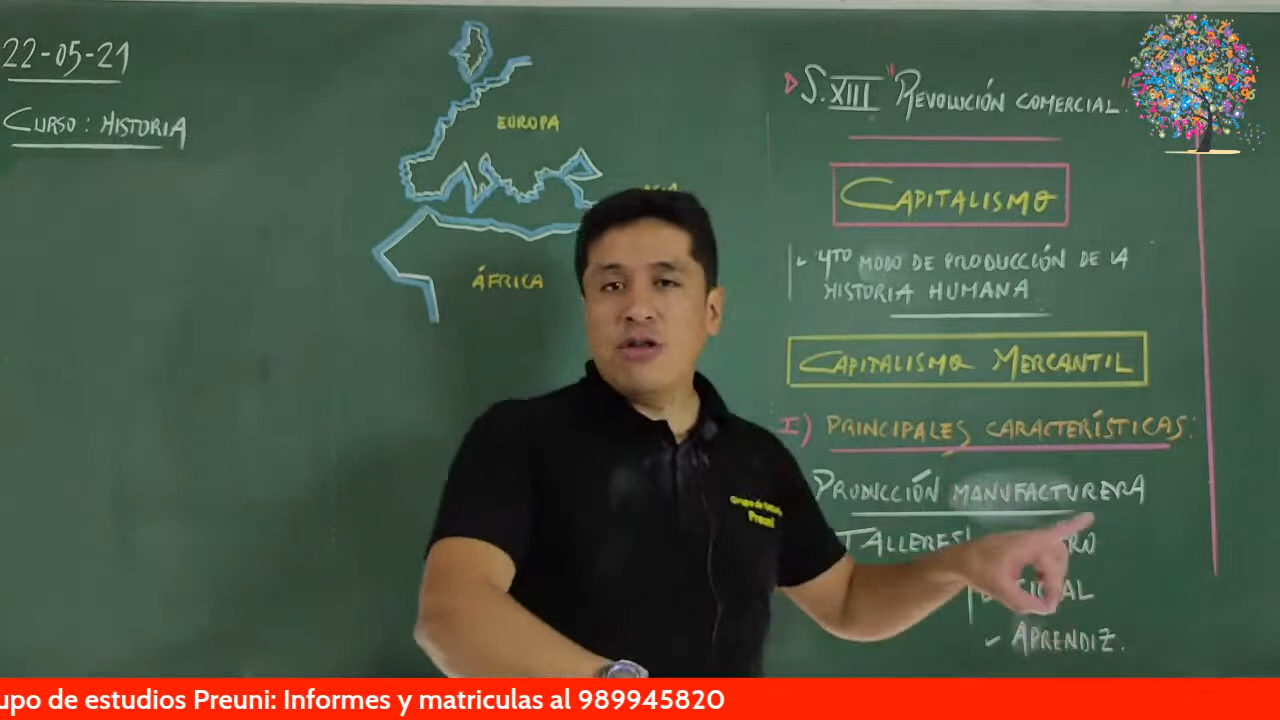 22-05-21
CURSO: HISTORIA
EUROPA
ÁFRICA
S. XIII "REVOLUCIÓN COMERCIAL"
CAPITALISMO
4TO MODO DE PRODUCCIÓN DE LA
HISTORIA HUMANA
CAPITALISMO MERCANTIL
I) PRINCIPALES CARACTERÍSTICAS:
PRODUCCIÓN MANUFACTURERA
TALLERES
- APRENDIZ.
Preuni
upo de estudios Preuni: Informes y matriculas al 989945820